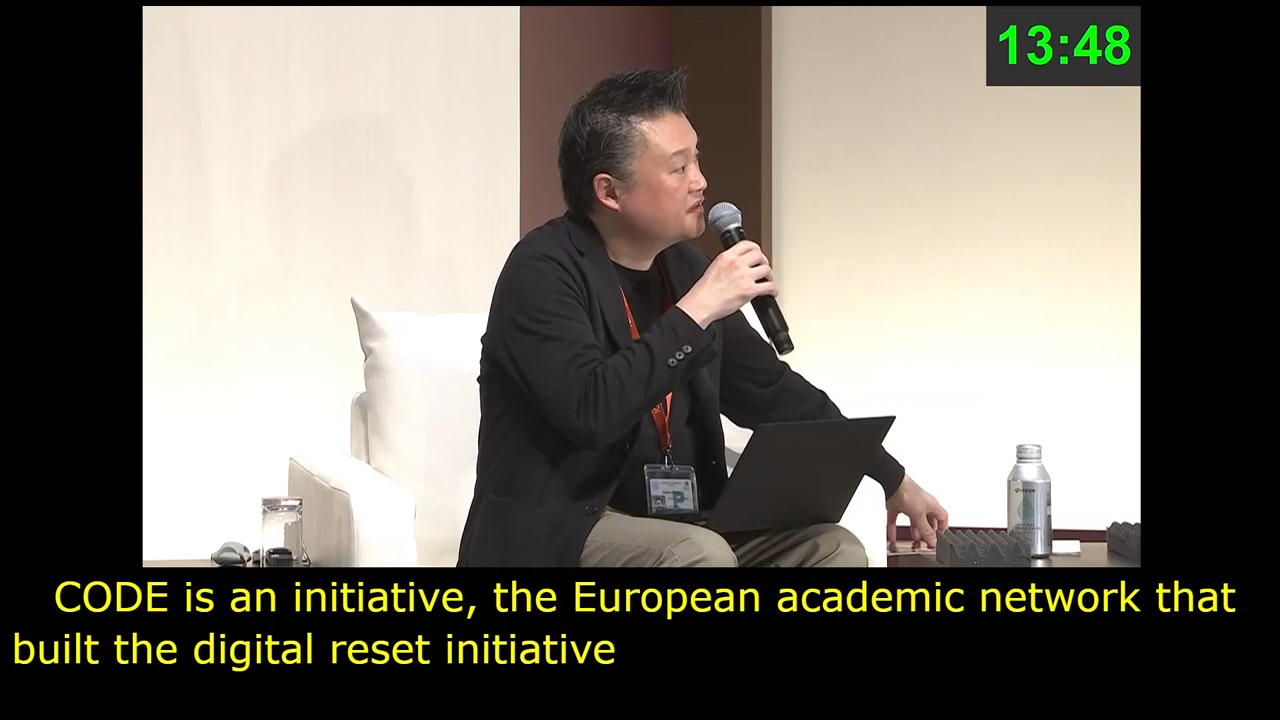 13:48
P
CODE is an initiative, the European academic network that
built the digital reset initiative